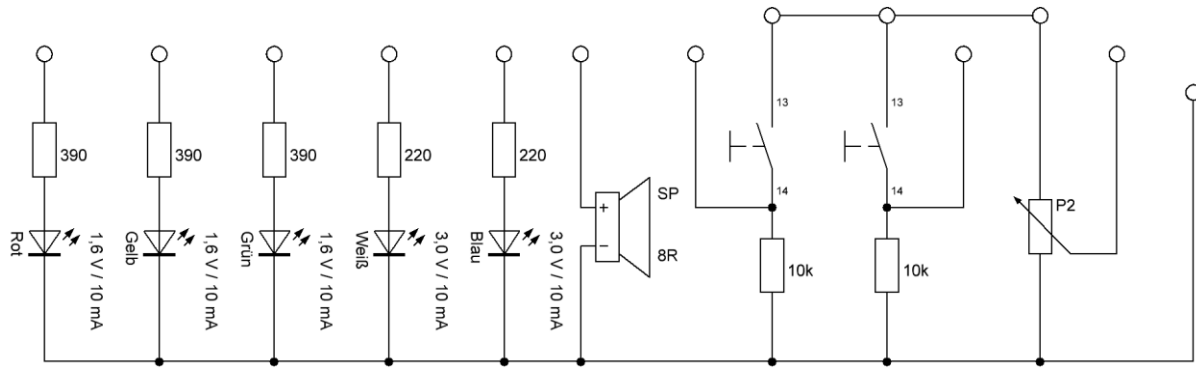 390
390
390
220
220
Rot
1,6 V / 10 mA
Gelb
1,6 V / 10 mA
Grün
1,6 V / 10 mA
Weiß
3,0 V / 10 mA
Blau
3,0 V / 10 mA
+
−
SP
8R
13
14
10k
13
14
10k
P2